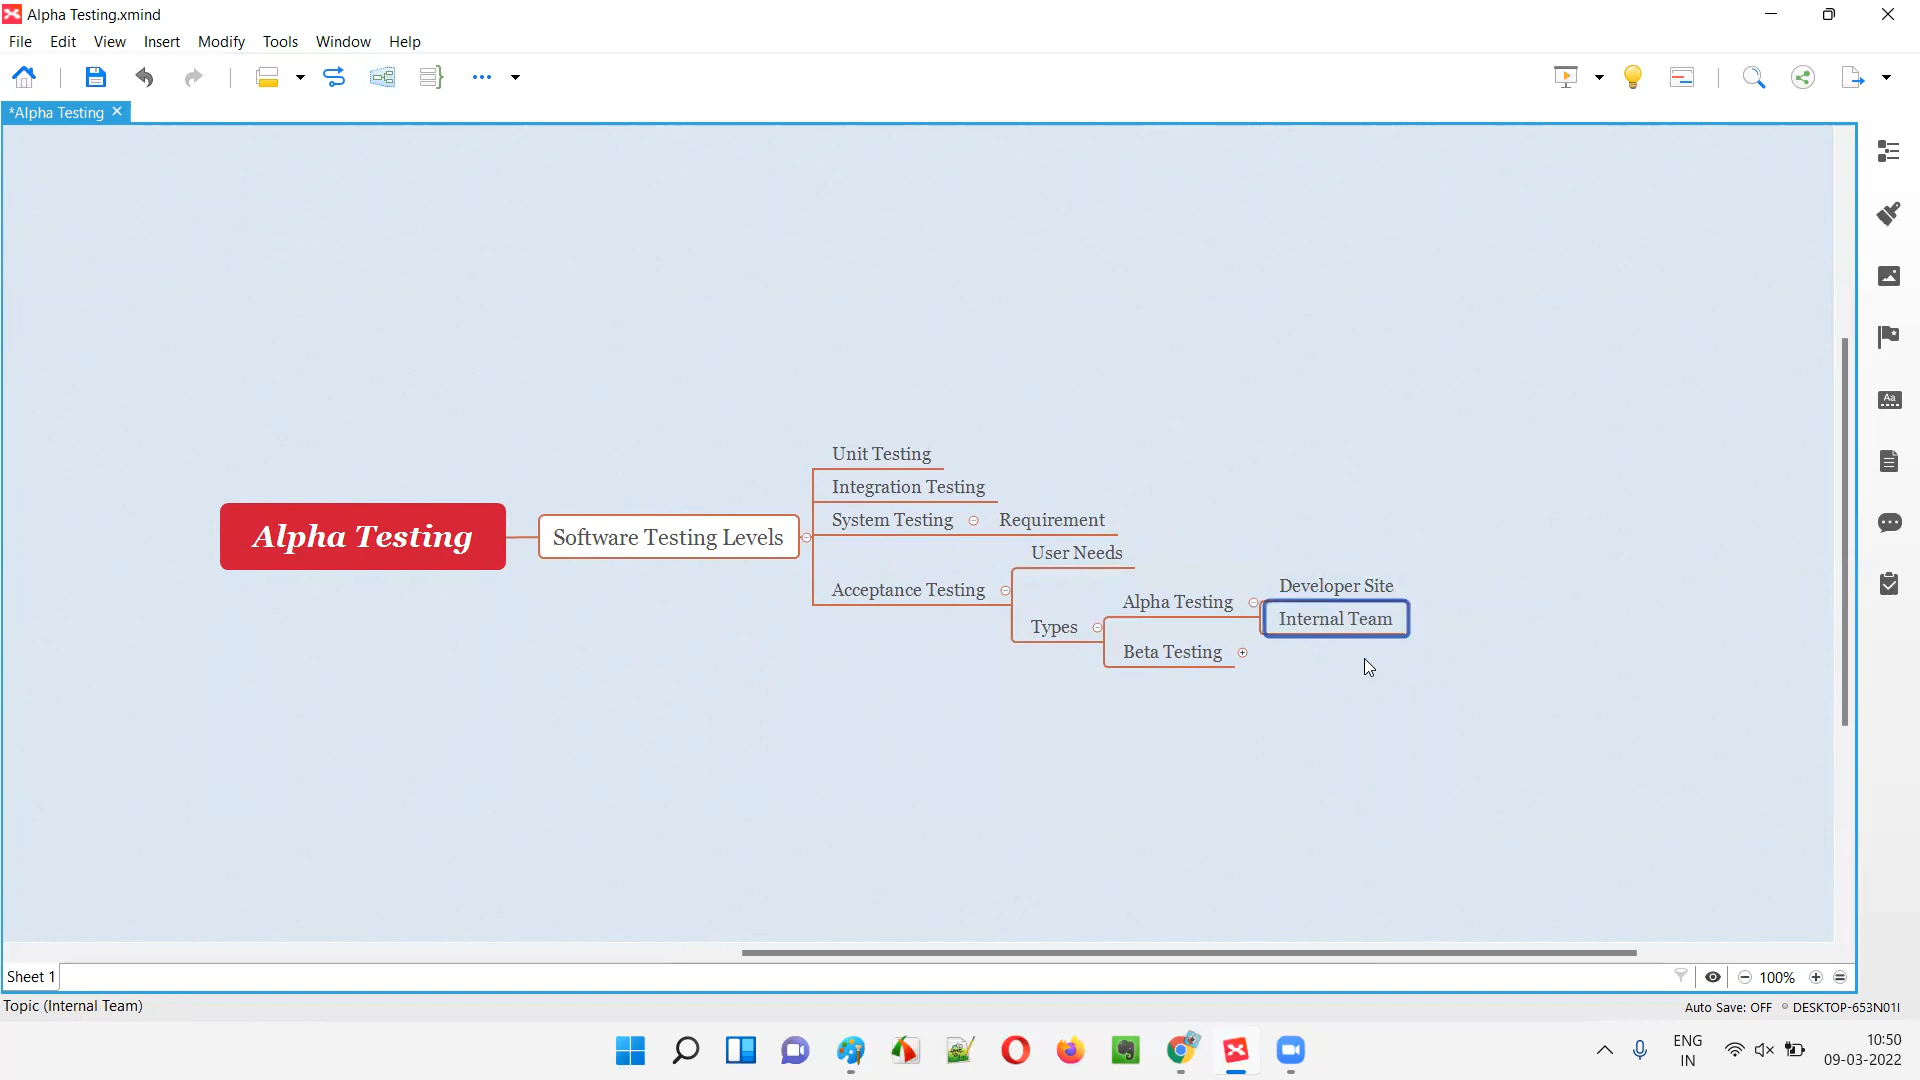 Alpha Testing.xmind
File Edit View Insert Modify Tools Window Help
*Alpha Testing
Unit Testing
Integration Testing
System Testing Requirement
User Needs
Alpha Testing
Software Testing Levels
Acceptance Testing
Developer Site
Alpha Testing
Internal Team
Types
Beta Testing
Sheet 1
100%
Topic (Internal Team)
Auto Save: OFF
DESKTOP-653N01I
Aa
ENG
IN
10:50
09-03-2022